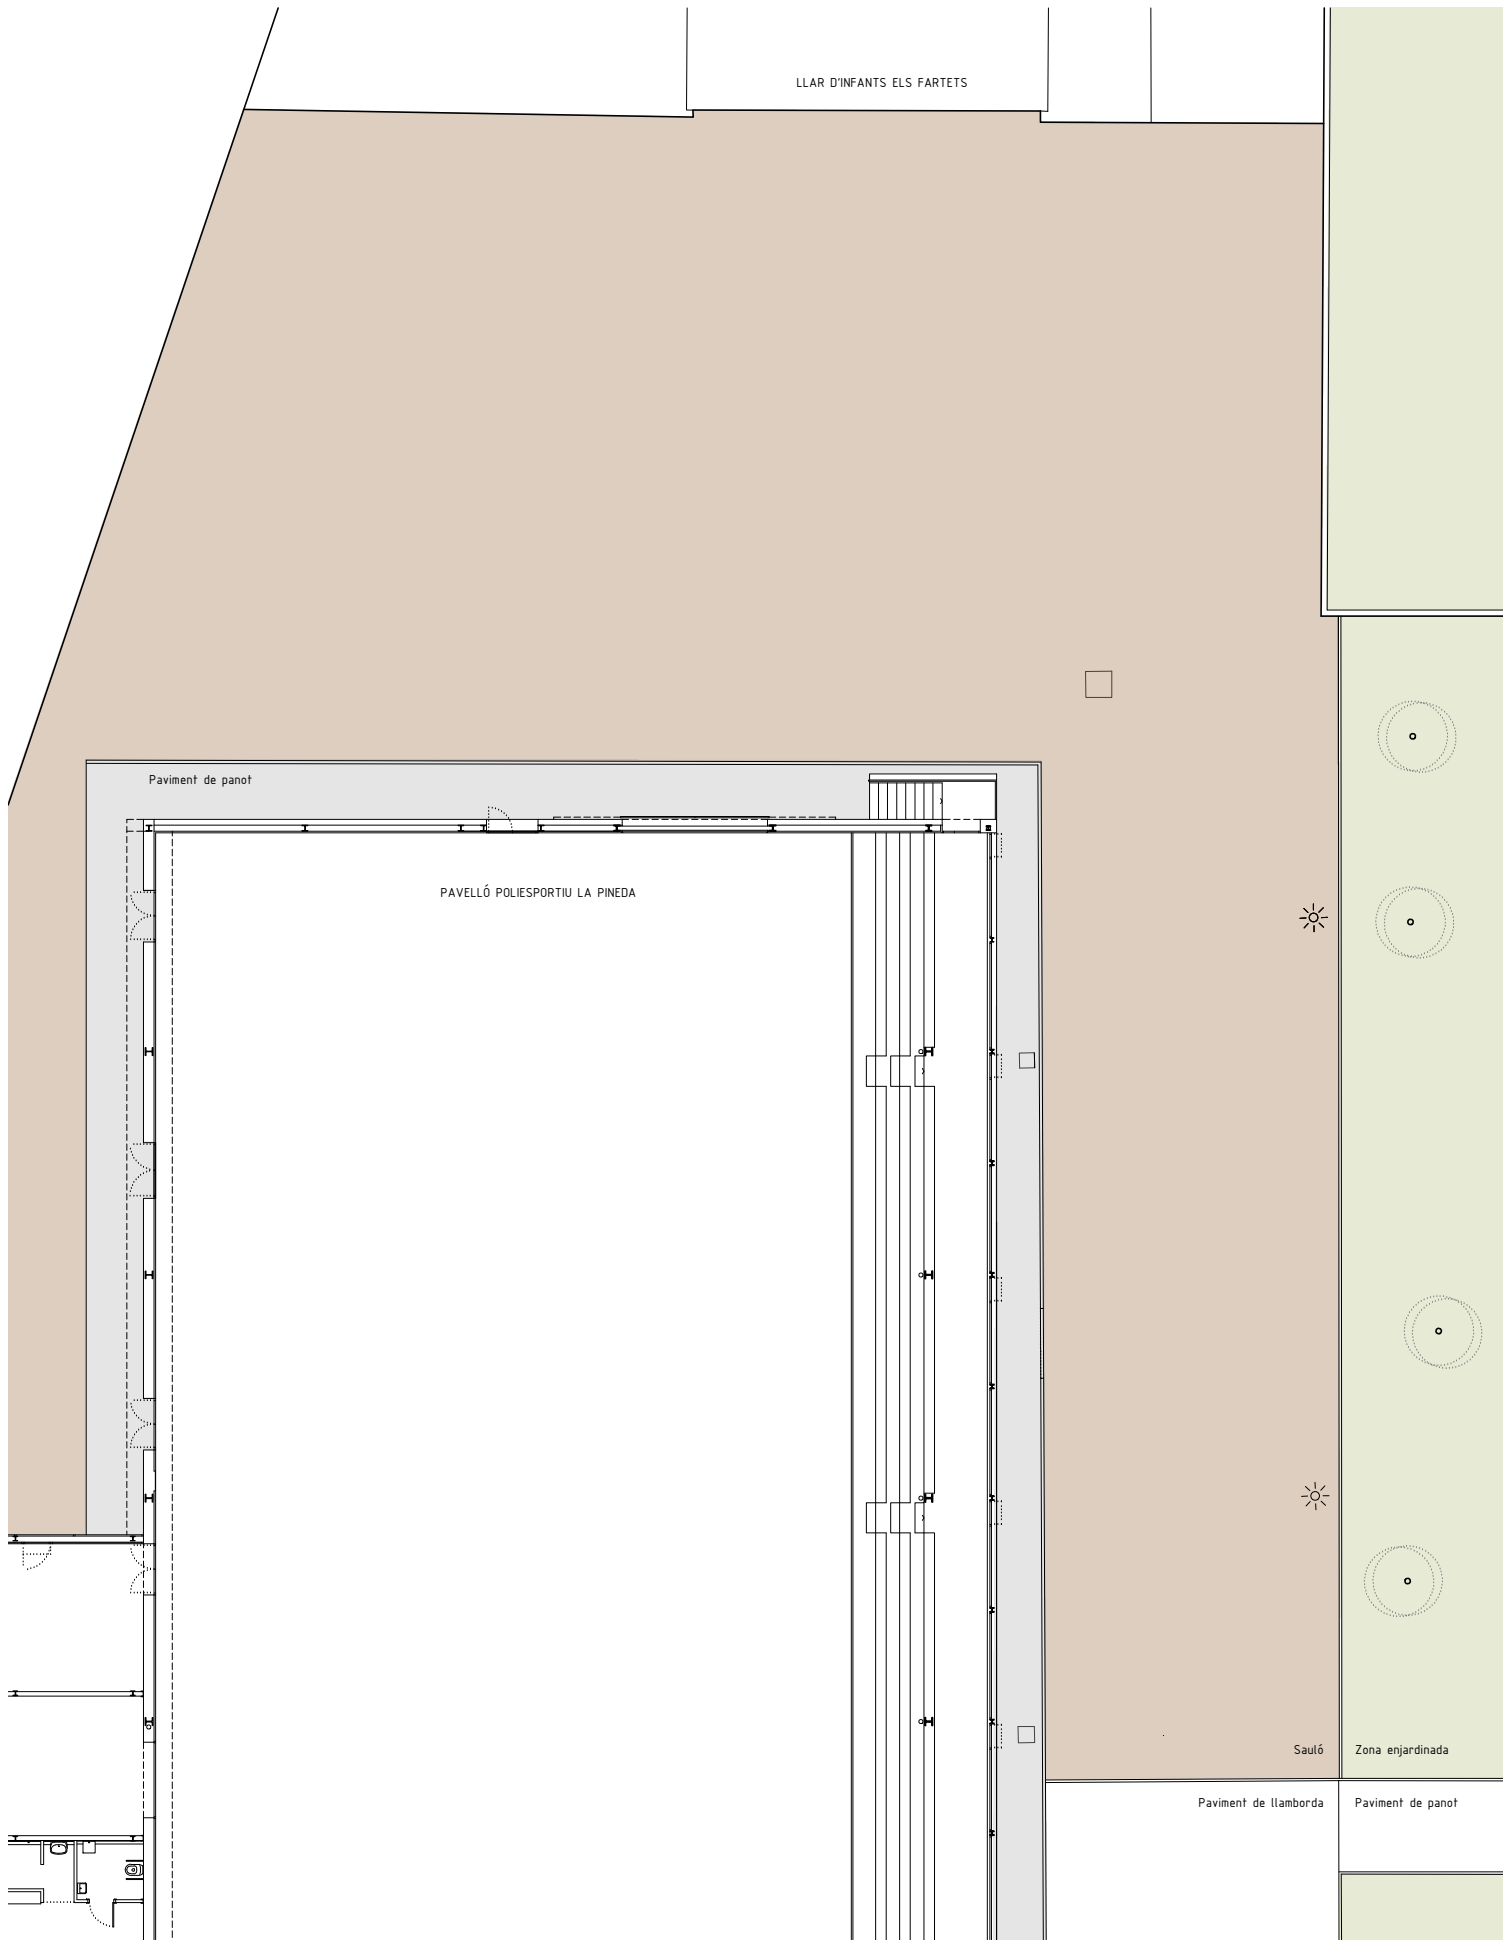 LLAR D'INFANTS ELS FARTETS
Paviment de panot
PAVELLÓ POLIESPORTIU LA PINEDA
Sauló
Zona enjardinada
Paviment de llamborda
Paviment de panot